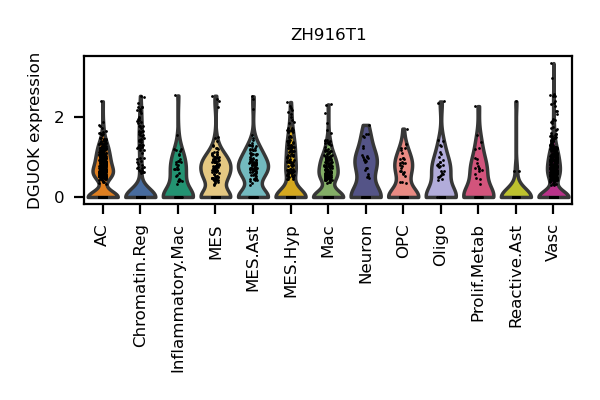 ZH916T1
DGUOK expression
2
0
AC
Chromatin.Reg
Inflammatory.Mac
MES
MES.Ast
MES.Hyp
Mac
Neuron
OPC
Oligo
Prolif.Metab
Reactive.Ast
Vasc